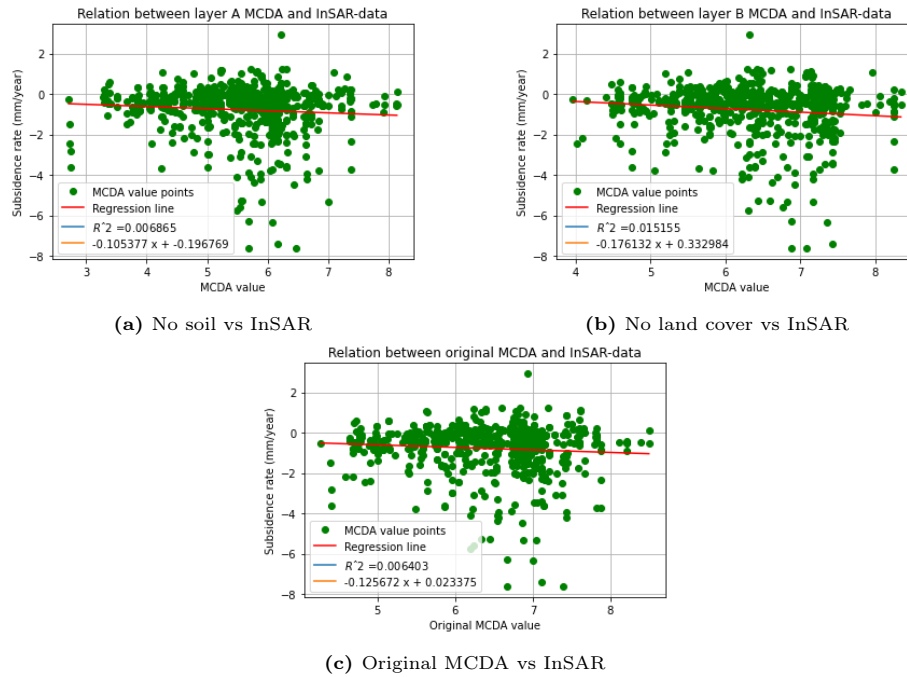 Relation between layer A MCDA and InSAR-data
Subsidence rate (mm/year)
2
0
−2
−4
−6
−8
MCDA value points
Regression line
R^2 =0.006865
-0.105377 x + -0.196769
3 4 5 6 7 8
MCDA value
(a) No soil vs InSAR
Relation between layer B MCDA and InSAR-data
Subsidence rate (mm/year)
2
0
−2
−4
−6
−8
MCDA value points
Regression line
R^2 =0.015155
-0.176132 x + 0.332984
4 5 6 7 8
MCDA value
(b) No land cover vs InSAR
Relation between original MCDA and InSAR-data
Subsidence rate (mm/year)
2
0
−2
−4
−6
−8
MCDA value points
Regression line
R^2 =0.006403
-0.125672 x + 0.023375
5 6 7 8
Original MCDA value
(c) Original MCDA vs InSAR